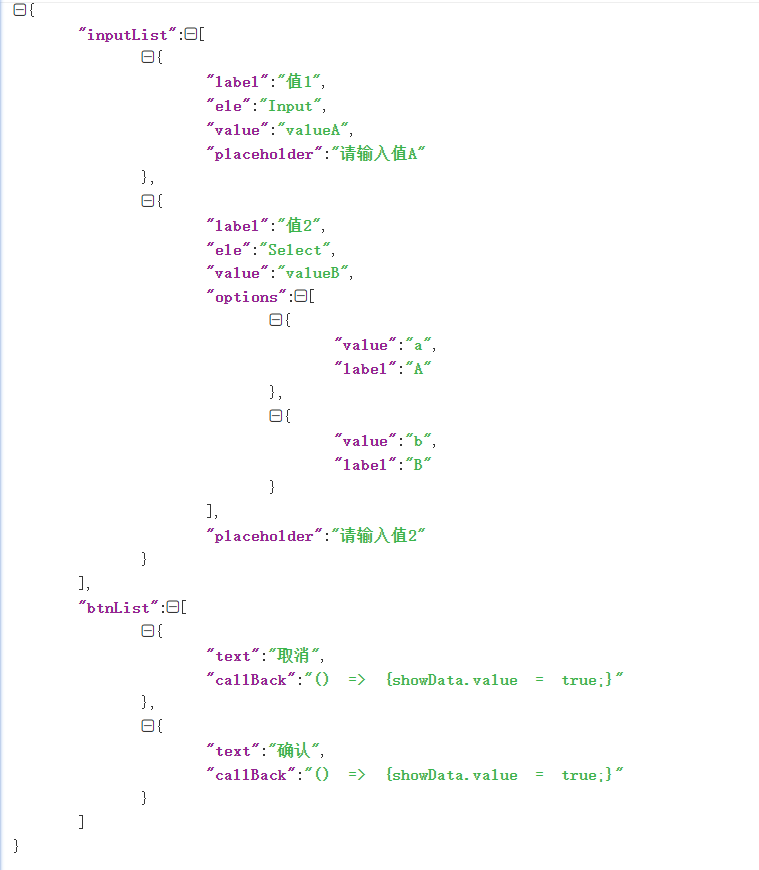 {
"inputList":[
{
"label":"值1",
"ele":"Input",
"value":"valueA",
"placeholder":"请输入值A"
},
{
"label":"值2",
"ele":"Select",
"value":"valueB",
"options":[
{
"value":"a",
"label":"A"
},
{
"value":"b",
"label":"B"
}
],
"placeholder":"请输入值2"
}
],
"btnList":[
{
"text":"取消",
"callBack":"() => {showData.value = true;}"
},
{
"text":"确认",
"callBack":"() => {showData.value = true;}"
}
]
}